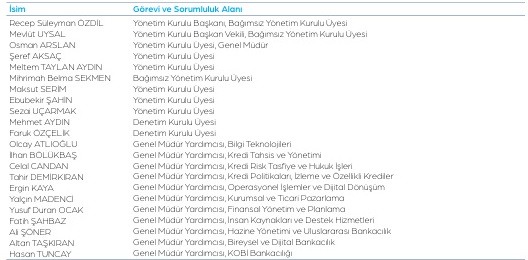 İsim Görevi ve Sorumluluk Alanı
Recep Süleyman ÖZDİL Yönetim Kurulu Başkanı, Bağımsız Yönetim Kurulu Üyesi
Mevlüt UYSAL Yönetim Kurulu Başkan Vekili, Bağımsız Yönetim Kurulu Üyesi
Osman ARSLAN Yönetim Kurulu Üyesi, Genel Müdür
Şeref AKSAÇ Yönetim Kurulu Üyesi
Meltem TAYLAN AYDIN Yönetim Kurulu Üyesi
Mihrimah Belma SEKMEN Bağımsız Yönetim Kurulu Üyesi
Maksut SERİM Yönetim Kurulu Üyesi
Ebubekir ŞAHİN Yönetim Kurulu Üyesi
Sezai UÇARMAK Yönetim Kurulu Üyesi
Mehmet AYDIN Denetim Kurulu Üyesi
Faruk ÖZÇELİK Denetim Kurulu Üyesi
Olcay ATLIOĞLU Genel Müdür Yardımcısı, Bilgi Teknolojileri
İlhan BÖLÜKBAŞ Genel Müdür Yardımcısı, Kredi Tahsis ve Yönetimi
Celal CANDAN Genel Müdür Yardımcısı, Kredi Risk Tasfiye ve Hukuk İşleri
Tahir DEMİRKIRAN Genel Müdür Yardımcısı, Kredi Politikaları, İzleme ve Özellikli Krediler
Ergin KAYA Genel Müdür Yardımcısı, Operasyonel İşlemler ve Dijital Dönüşüm
Yalçın MADENCİ Genel Müdür Yardımcısı, Kurumsal ve Ticari Pazarlama
Yusuf Duran OCAK Genel Müdür Yardımcısı, Finansal Yönetim ve Planlama
Fatih ŞAHBAZ Genel Müdür Yardımcısı, İnsan Kaynakları ve Destek Hizmetleri
Ali SÖNER Genel Müdür Yardımcısı, Hazine Yönetimi ve Uluslararası Bankacılık
Altan TAŞKIRAN Genel Müdür Yardımcısı, Bireysel ve Dijital Bankacılık
Hasan TUNCAY Genel Müdür Yardımcısı, KOBİ Bankacılığı